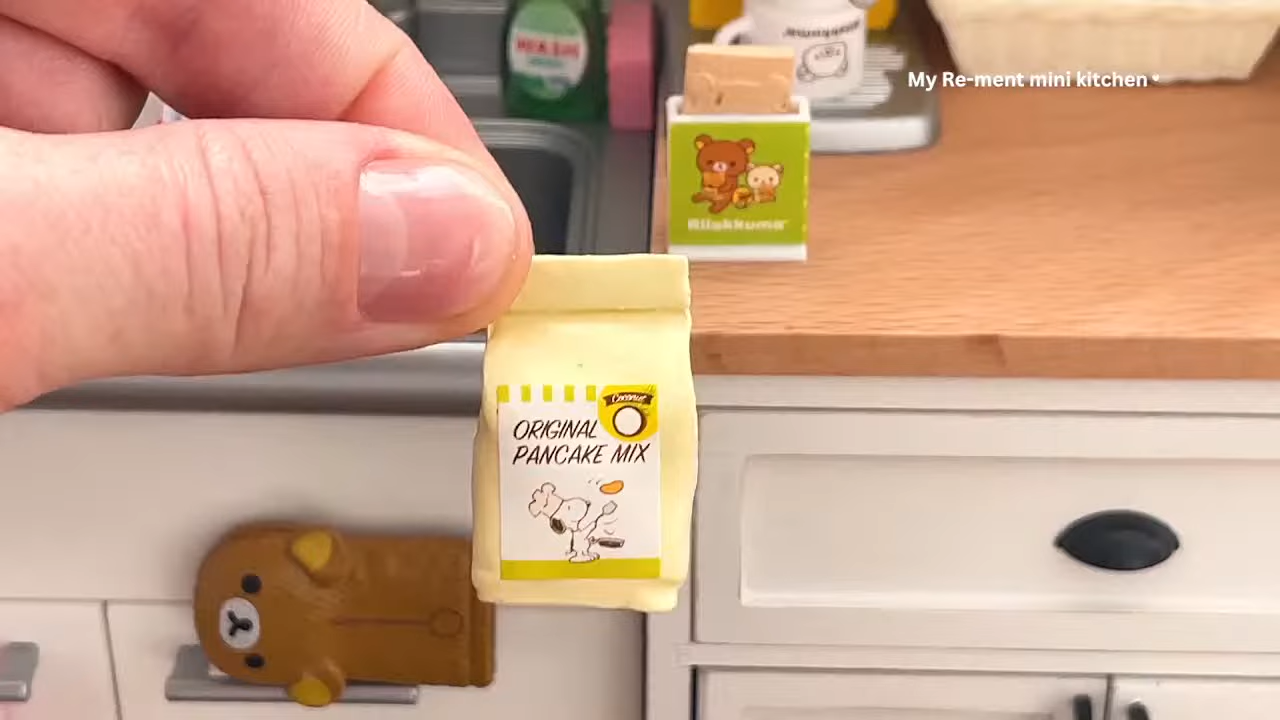 My Re-ment mini kitchen
Rilakkuma
Coconut
ORIGINAL
PANCAKE MIX